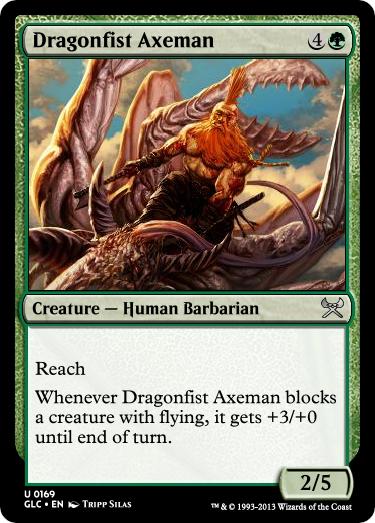 Dragonfist Axeman 4
Creature — Human Barbarian
Reach
Whenever Dragonfist Axeman blocks
a creature with flying, it gets +3/+0
until end of turn.
2/5
U 0169
GLC • EN TRIPP SILAS
™ & © 1993-2013 Wizards of the Coast